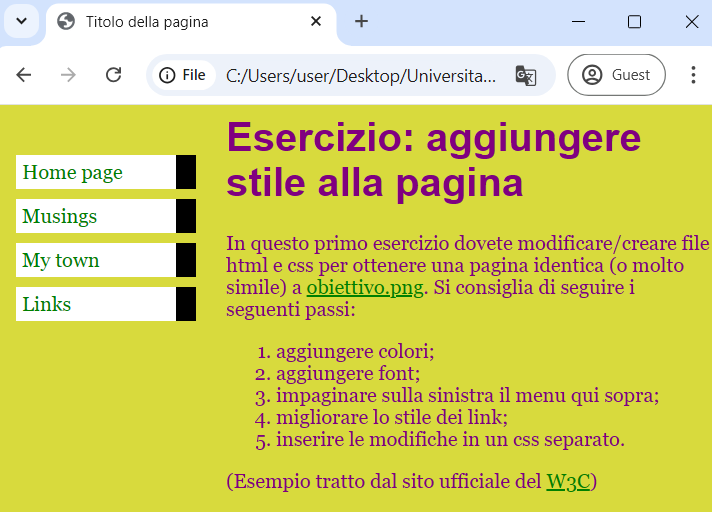 Titolo della pagina
File
C:/Users/user/Desktop/Universita...
Guest
Home page
Musings
My town
Links
Esercizio: aggiungere
stile alla pagina
In questo primo esercizio dovete modificare/creare file
html e css per ottenere una pagina identica (o molto
simile) a obiettivo.png. Si consiglia di seguire i
seguenti passi:
1. aggiungere colori;
2. aggiungere font;
3. impaginare sulla sinistra il menu qui sopra;
4. migliorare lo stile dei link;
5. inserire le modifiche in un css separato.
(Esempio tratto dal sito ufficiale del W3C)